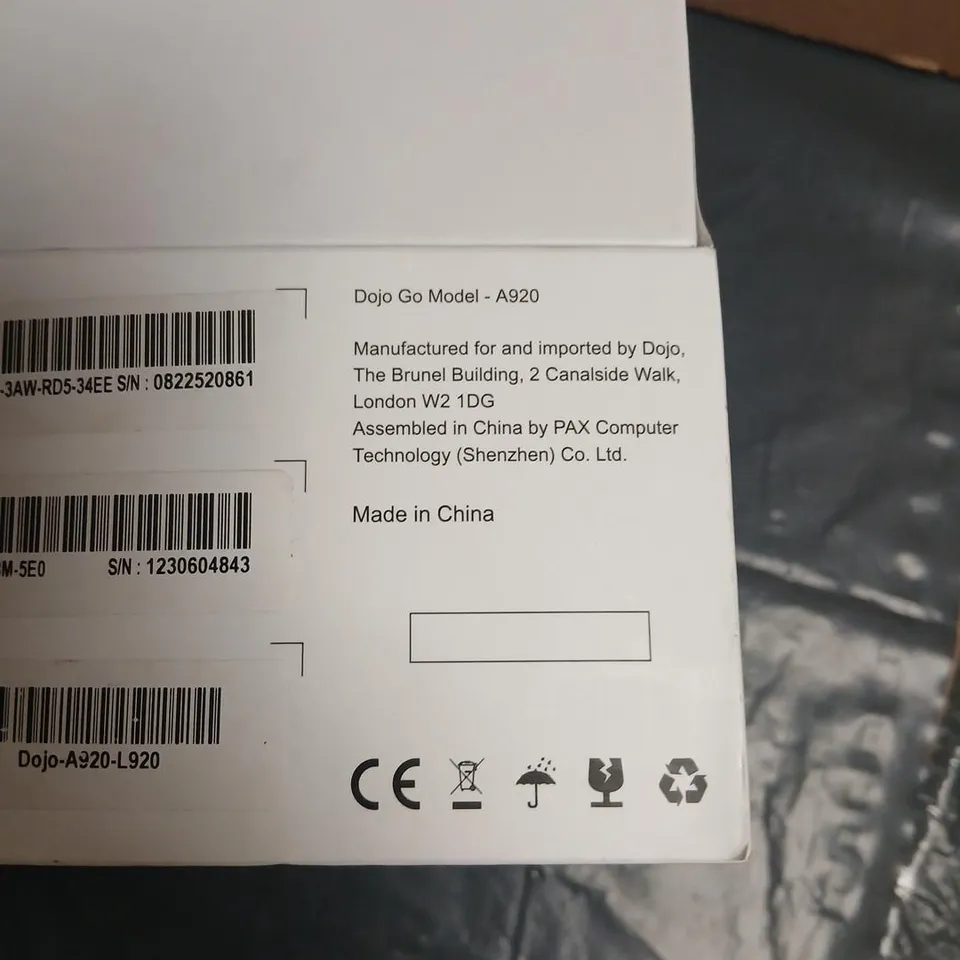 -3AW-RD5-34EE S/N : 0822520861
M-5E0 S/N : 1230604843
Dojo-A920-L920
Dojo Go Model - A920
Manufactured for and imported by Dojo,
The Brunel Building, 2 Canalside Walk,
London W2 1DG
Assembled in China by PAX Computer
Technology (Shenzhen) Co. Ltd.
Made in China
CE